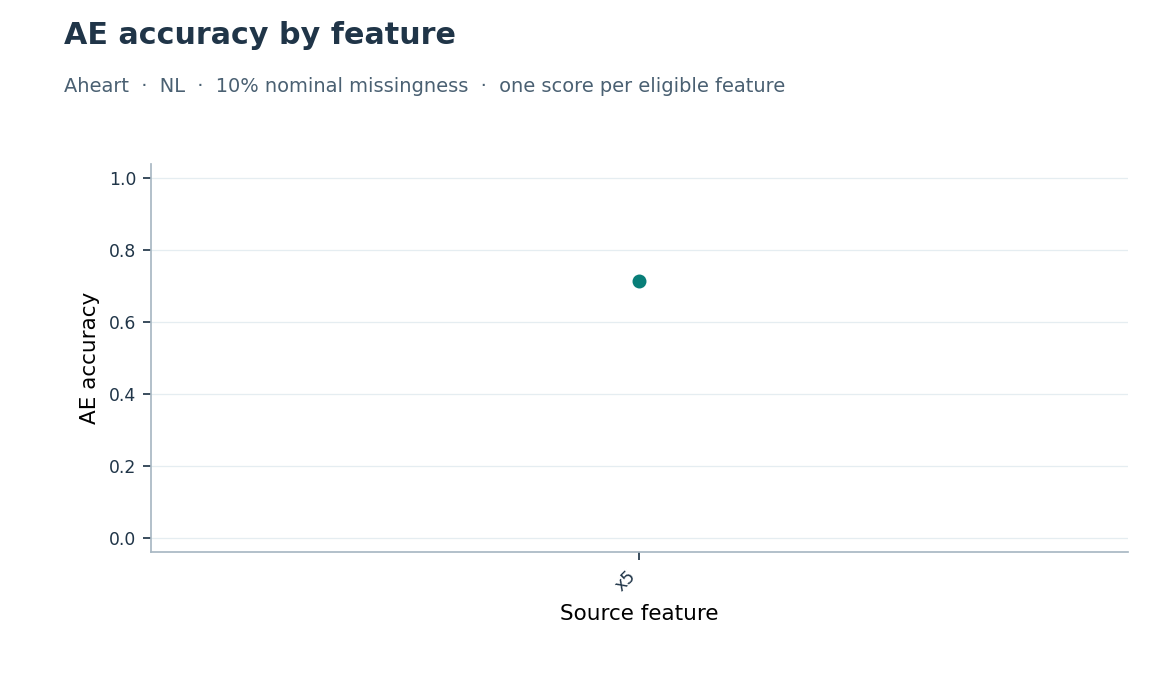 AE accuracy by feature
Aheart · NL · 10% nominal missingness · one score per eligible feature
1.0
0.8
0.6
0.4
0.2
0.0
AE accuracy
x5
Source feature